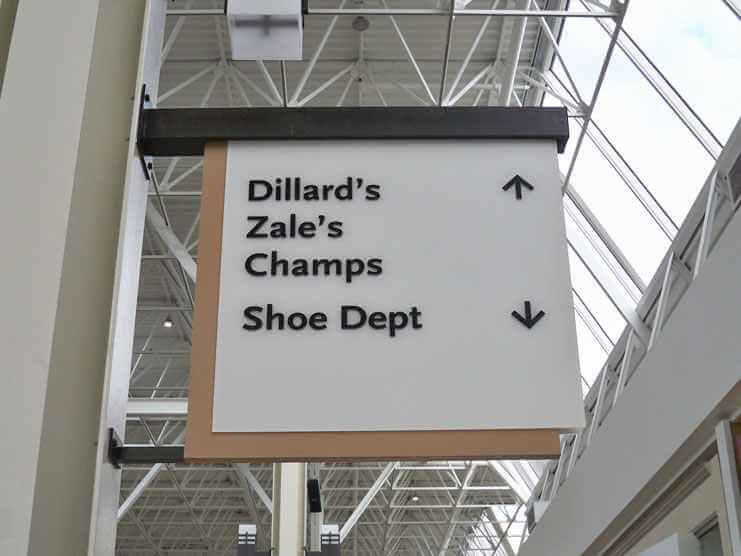 Dillard's ↑
Zale's
Champs
Shoe Dept ↓